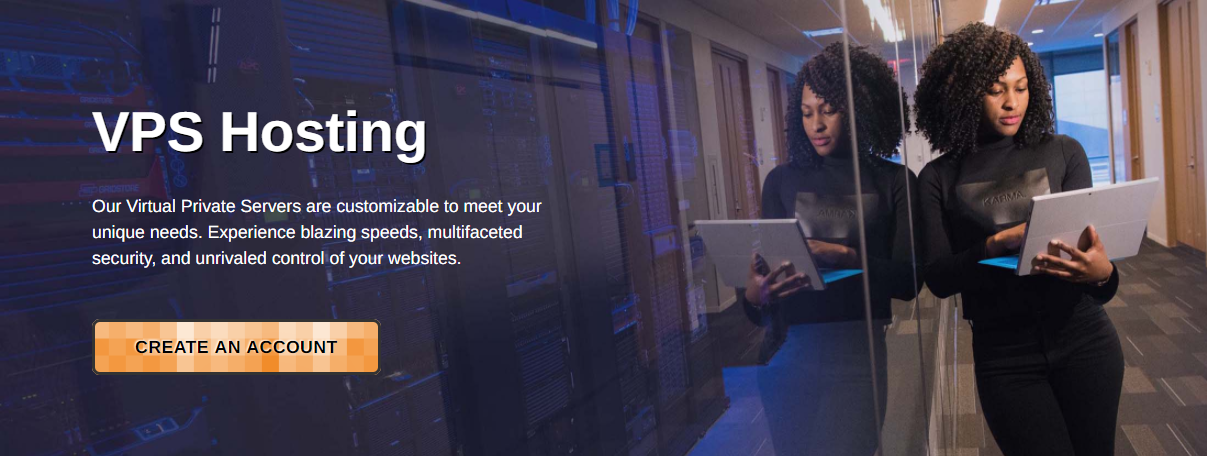 VPS Hosting
Our Virtual Private Servers are customizable to meet your
unique needs. Experience blazing speeds, multifaceted
security, and unrivaled control of your websites.
CREATE AN ACCOUNT
KARMA